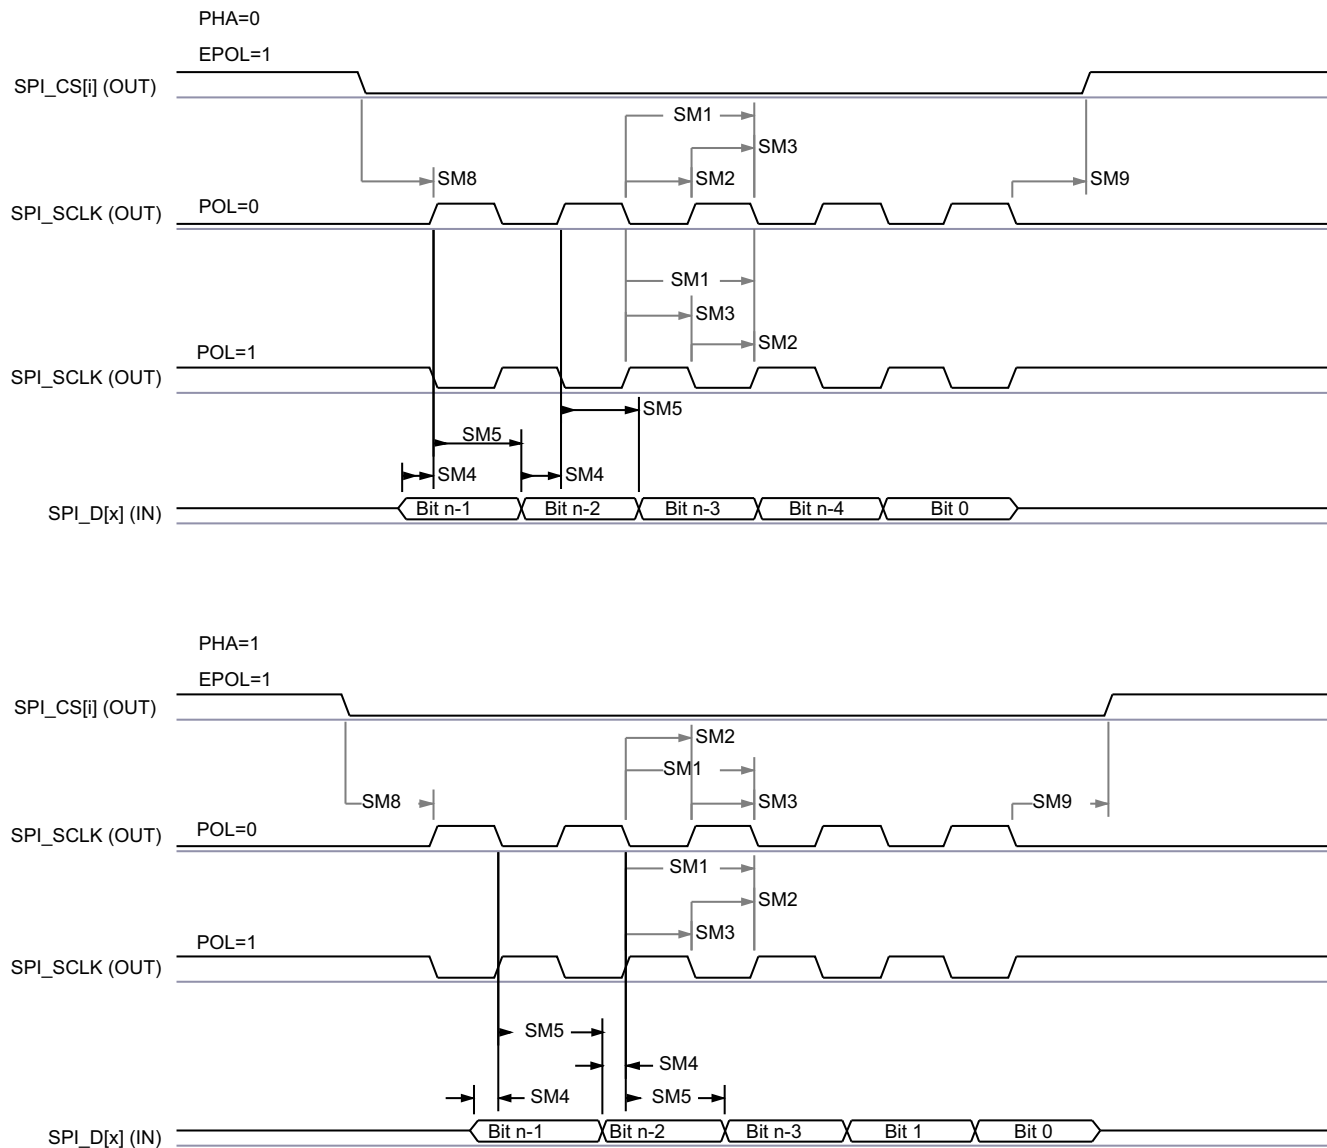 PHA=0
EPOL=1
SPI_CS[i] (OUT)
SM1
SM3
SM8
SM2
SM9
POL=0
SPI_SCLK (OUT)
SM1
SM3
SM2
POL=1
SPI_SCLK (OUT)
SM5
SM5
SM4
SM4
SPI_D[x] (IN)
Bit n-1
Bit n-2
Bit n-3
Bit n-4
Bit 0
PHA=1
EPOL=1
SPI_CS[i] (OUT)
SM2
SM1
SM8
SM3
SM9
POL=0
SPI_SCLK (OUT)
SM1
SM2
SM3
POL=1
SPI_SCLK (OUT)
SM5
SM4
SM4
SM5
SPI_D[x] (IN)
Bit n-1
Bit n-2
Bit n-3
Bit 1
Bit 0